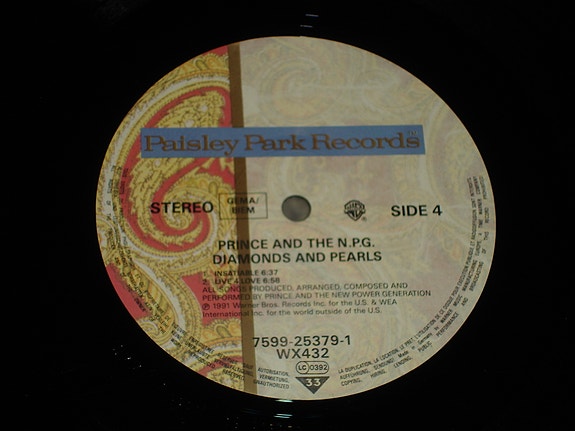 Paisley Park Records
STEREO
GEMA/
BIEM
SIDE 4
PRINCE AND THE N.P.G.
DIAMONDS AND PEARLS
1. INSATIABLE 6:37
2. LIVE 4 LOVE 6:58
ALL SONGS PRODUCED, ARRANGED, COMPOSED AND
PERFORMED BY PRINCE AND THE NEW POWER GENERATION
℗ 1991 Warner Bros. Records Inc. for the U.S. & WEA
International Inc. for the world outside of the U.S.
7599-25379-1
WX432
LC 0392
33